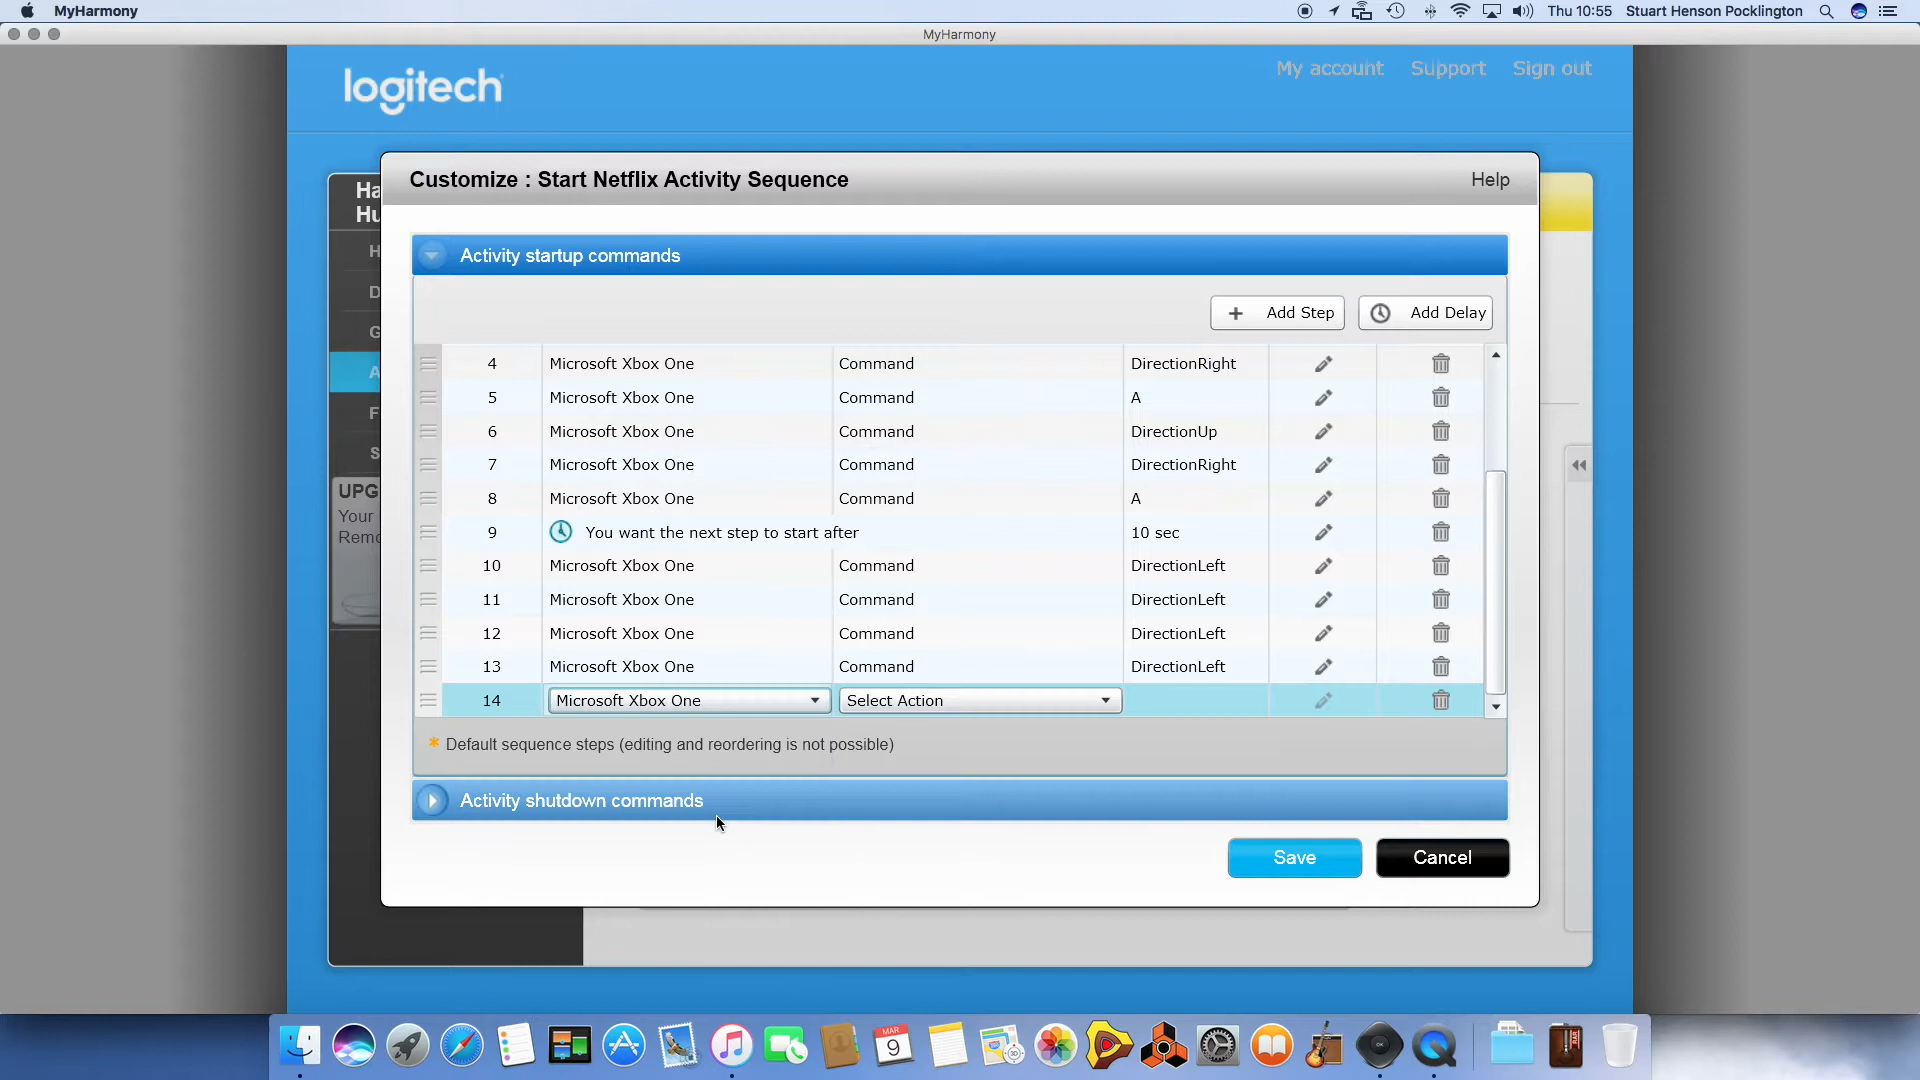 MyHarmony
Thu 10:55 Stuart Henson Pocklington
MyHarmony
logitech
My account Support Sign out
Customize : Start Netflix Activity Sequence
Help
Ha
Hu
H
D
G
A
F
S
UPG
Your
Remo
Activity startup commands
+ Add Step
Add Delay
4 Microsoft Xbox One Command DirectionRight
5 Microsoft Xbox One Command A
6 Microsoft Xbox One Command DirectionUp
7 Microsoft Xbox One Command DirectionRight
8 Microsoft Xbox One Command A
9 You want the next step to start after 10 sec
10 Microsoft Xbox One Command DirectionLeft
11 Microsoft Xbox One Command DirectionLeft
12 Microsoft Xbox One Command DirectionLeft
13 Microsoft Xbox One Command DirectionLeft
14 Microsoft Xbox One Select Action
* Default sequence steps (editing and reordering is not possible)
Activity shutdown commands
Save Cancel
MAR
9